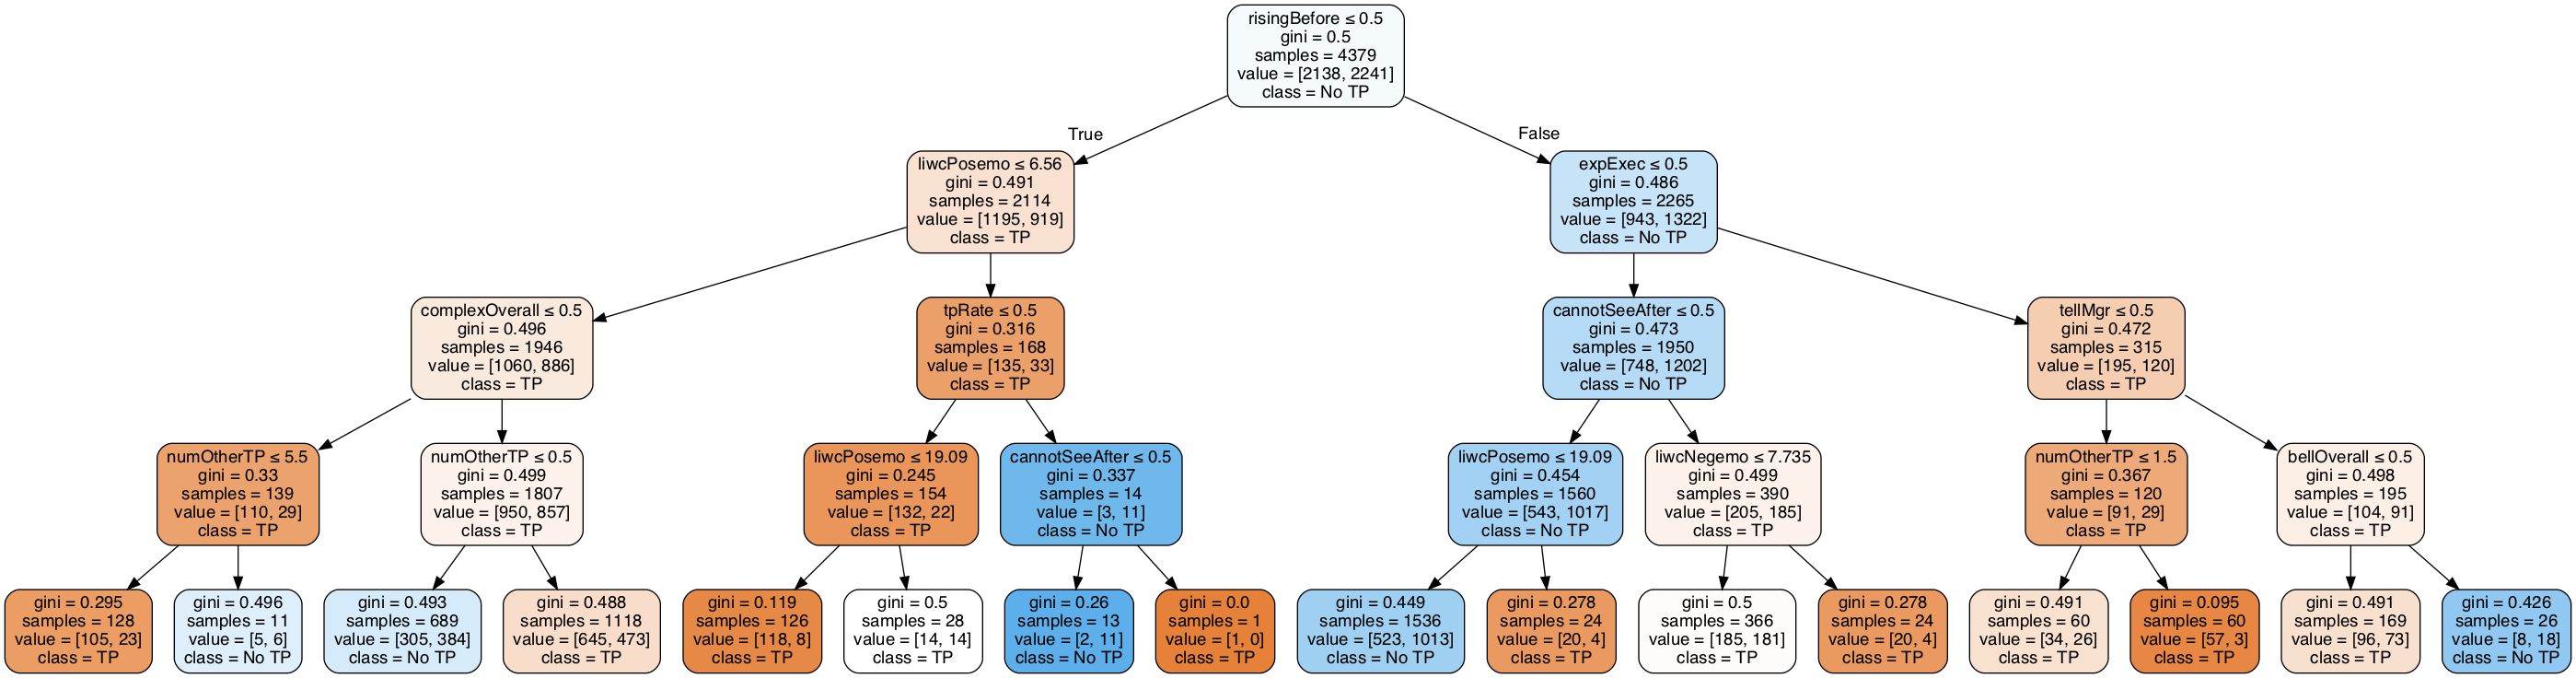 risingBefore ≤ 0.5
gini = 0.5
samples = 4379
value = [2138, 2241]
class = No TP
True
False
liwcPosemo ≤ 6.56
gini = 0.491
samples = 2114
value = [1195, 919]
class = TP
expExec ≤ 0.5
gini = 0.486
samples = 2265
value = [943, 1322]
class = No TP
complexOverall ≤ 0.5
gini = 0.496
samples = 1946
value = [1060, 886]
class = TP
tpRate ≤ 0.5
gini = 0.316
samples = 168
value = [135, 33]
class = TP
cannotSeeAfter ≤ 0.5
gini = 0.473
samples = 1950
value = [748, 1202]
class = No TP
tellMgr ≤ 0.5
gini = 0.472
samples = 315
value = [195, 120]
class = TP
numOtherTP ≤ 5.5
gini = 0.33
samples = 139
value = [110, 29]
class = TP
numOtherTP ≤ 0.5
gini = 0.499
samples = 1807
value = [950, 857]
class = TP
liwcPosemo ≤ 19.09
gini = 0.245
samples = 154
value = [132, 22]
class = TP
cannotSeeAfter ≤ 0.5
gini = 0.337
samples = 14
value = [3, 11]
class = No TP
liwcPosemo ≤ 19.09
gini = 0.454
samples = 1560
value = [543, 1017]
class = No TP
liwcNegemo ≤ 7.735
gini = 0.499
samples = 390
value = [205, 185]
class = TP
numOtherTP ≤ 1.5
gini = 0.367
samples = 120
value = [91, 29]
class = TP
bellOverall ≤ 0.5
gini = 0.498
samples = 195
value = [104, 91]
class = TP
gini = 0.295
samples = 128
value = [105, 23]
class = TP
gini = 0.496
samples = 11
value = [5, 6]
class = No TP
gini = 0.493
samples = 689
value = [305, 384]
class = No TP
gini = 0.488
samples = 1118
value = [645, 473]
class = TP
gini = 0.119
samples = 126
value = [118, 8]
class = TP
gini = 0.5
samples = 28
value = [14, 14]
class = TP
gini = 0.26
samples = 13
value = [2, 11]
class = No TP
gini = 0.0
samples = 1
value = [1, 0]
class = TP
gini = 0.449
samples = 1536
value = [523, 1013]
class = No TP
gini = 0.278
samples = 24
value = [20, 4]
class = TP
gini = 0.5
samples = 366
value = [185, 181]
class = TP
gini = 0.278
samples = 24
value = [20, 4]
class = TP
gini = 0.491
samples = 60
value = [34, 26]
class = TP
gini = 0.095
samples = 60
value = [57, 3]
class = TP
gini = 0.491
samples = 169
value = [96, 73]
class = TP
gini = 0.426
samples = 26
value = [8, 18]
class = No TP